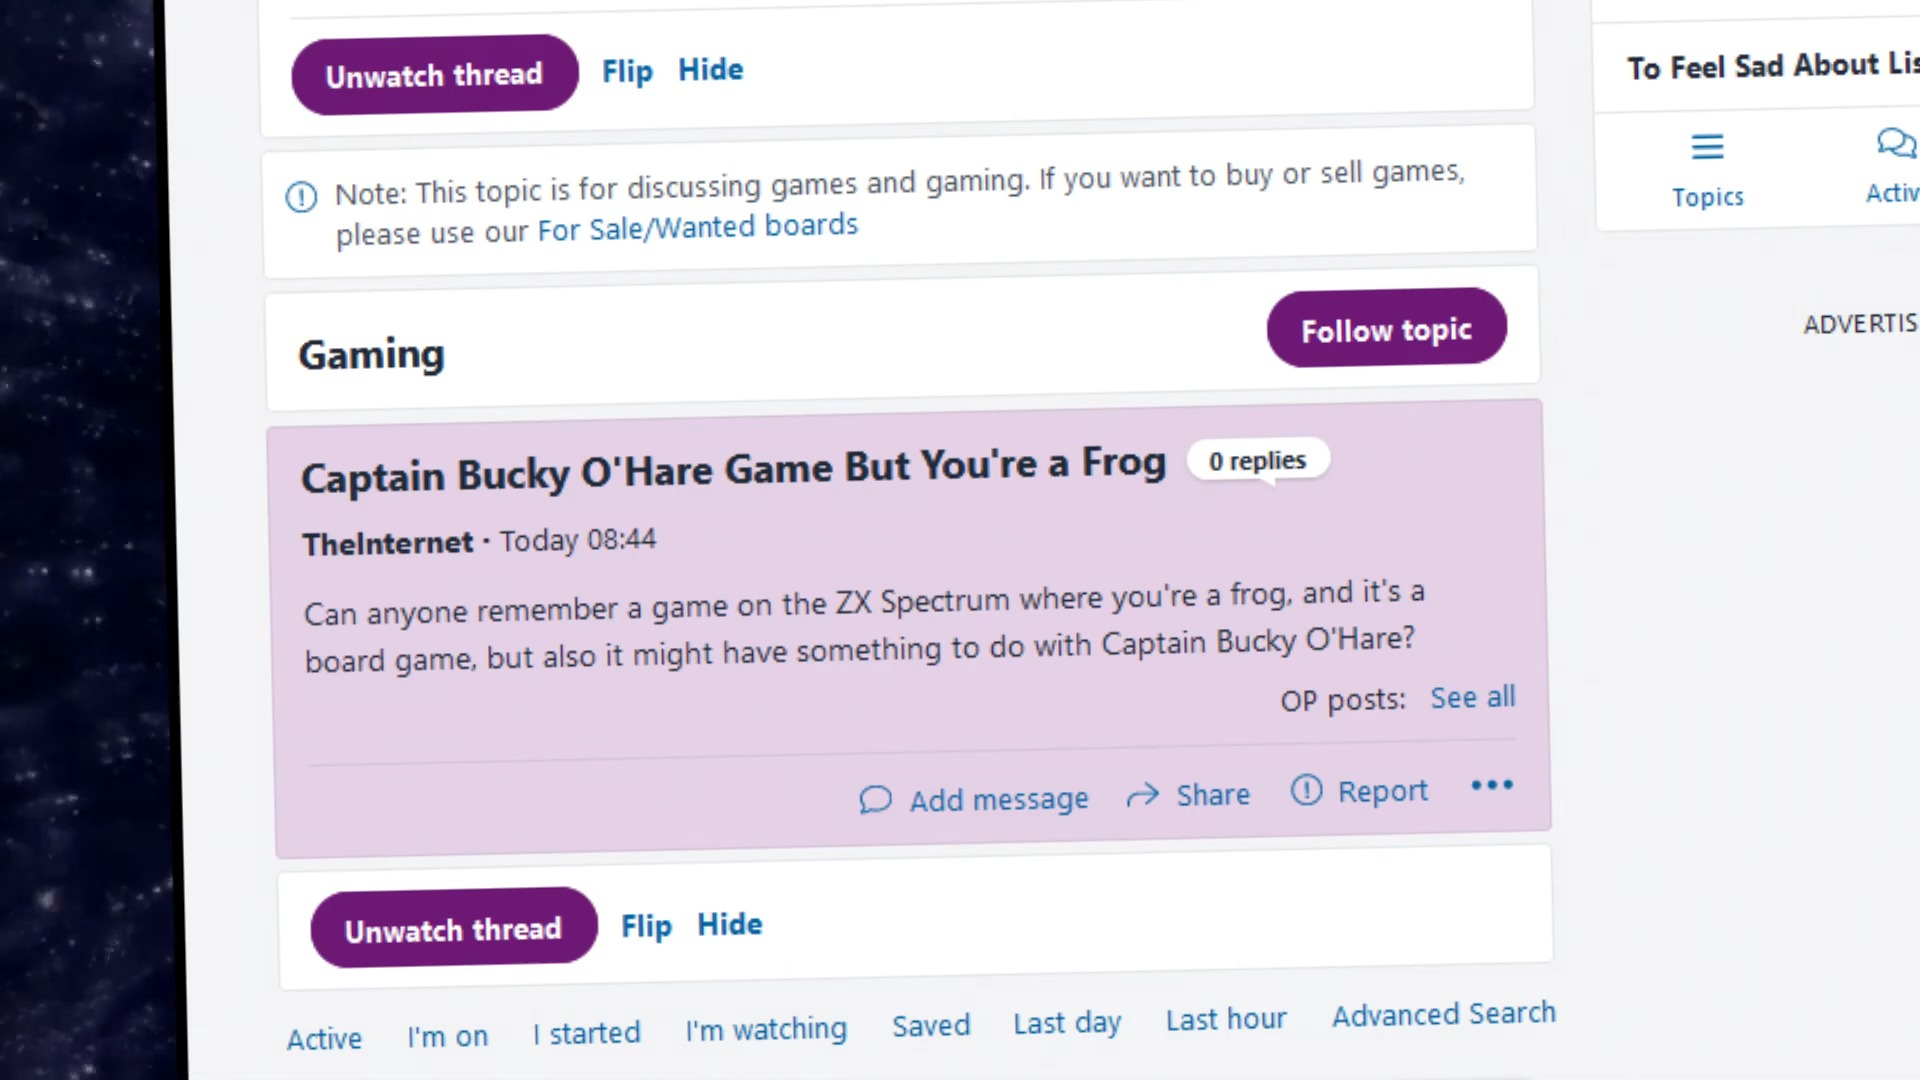 Unwatch thread Flip Hide
To Feel Sad About Lis
Note: This topic is for discussing games and gaming. If you want to buy or sell games,
please use our For Sale/Wanted boards
Topics Activ
Gaming Follow topic
ADVERTIS
Captain Bucky O'Hare Game But You're a Frog 0 replies
TheInternet · Today 08:44
Can anyone remember a game on the ZX Spectrum where you're a frog, and it's a
board game, but also it might have something to do with Captain Bucky O'Hare?
OP posts: See all
Add message Share Report
Unwatch thread Flip Hide
Active I'm on I started I'm watching Saved Last day Last hour Advanced Search